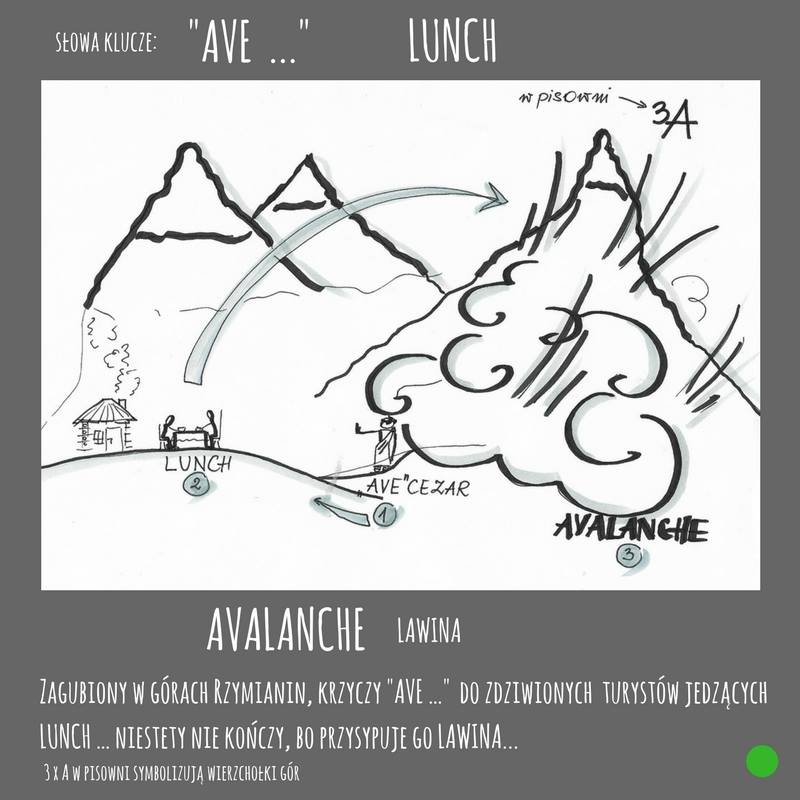 SŁOWA KLUCZE: "AVE ..." LUNCH
w pisowni → 3A
LUNCH
2
„AVE" CEZAR
1
AVALANCHE
3
AVALANCHE LAWINA
ZAGUBIONY W GÓRACH RZYMIANIN, KRZYCZY "AVE ..." DO ZDZIWIONYCH TURYSTÓW JEDZĄCYCH
LUNCH ... NIESTETY NIE KOŃCZY, BO PRZYSYPUJE GO LAWINA...
3 X A W PISOWNI SYMBOLIZUJĄ WIERZCHOŁKI GÓR